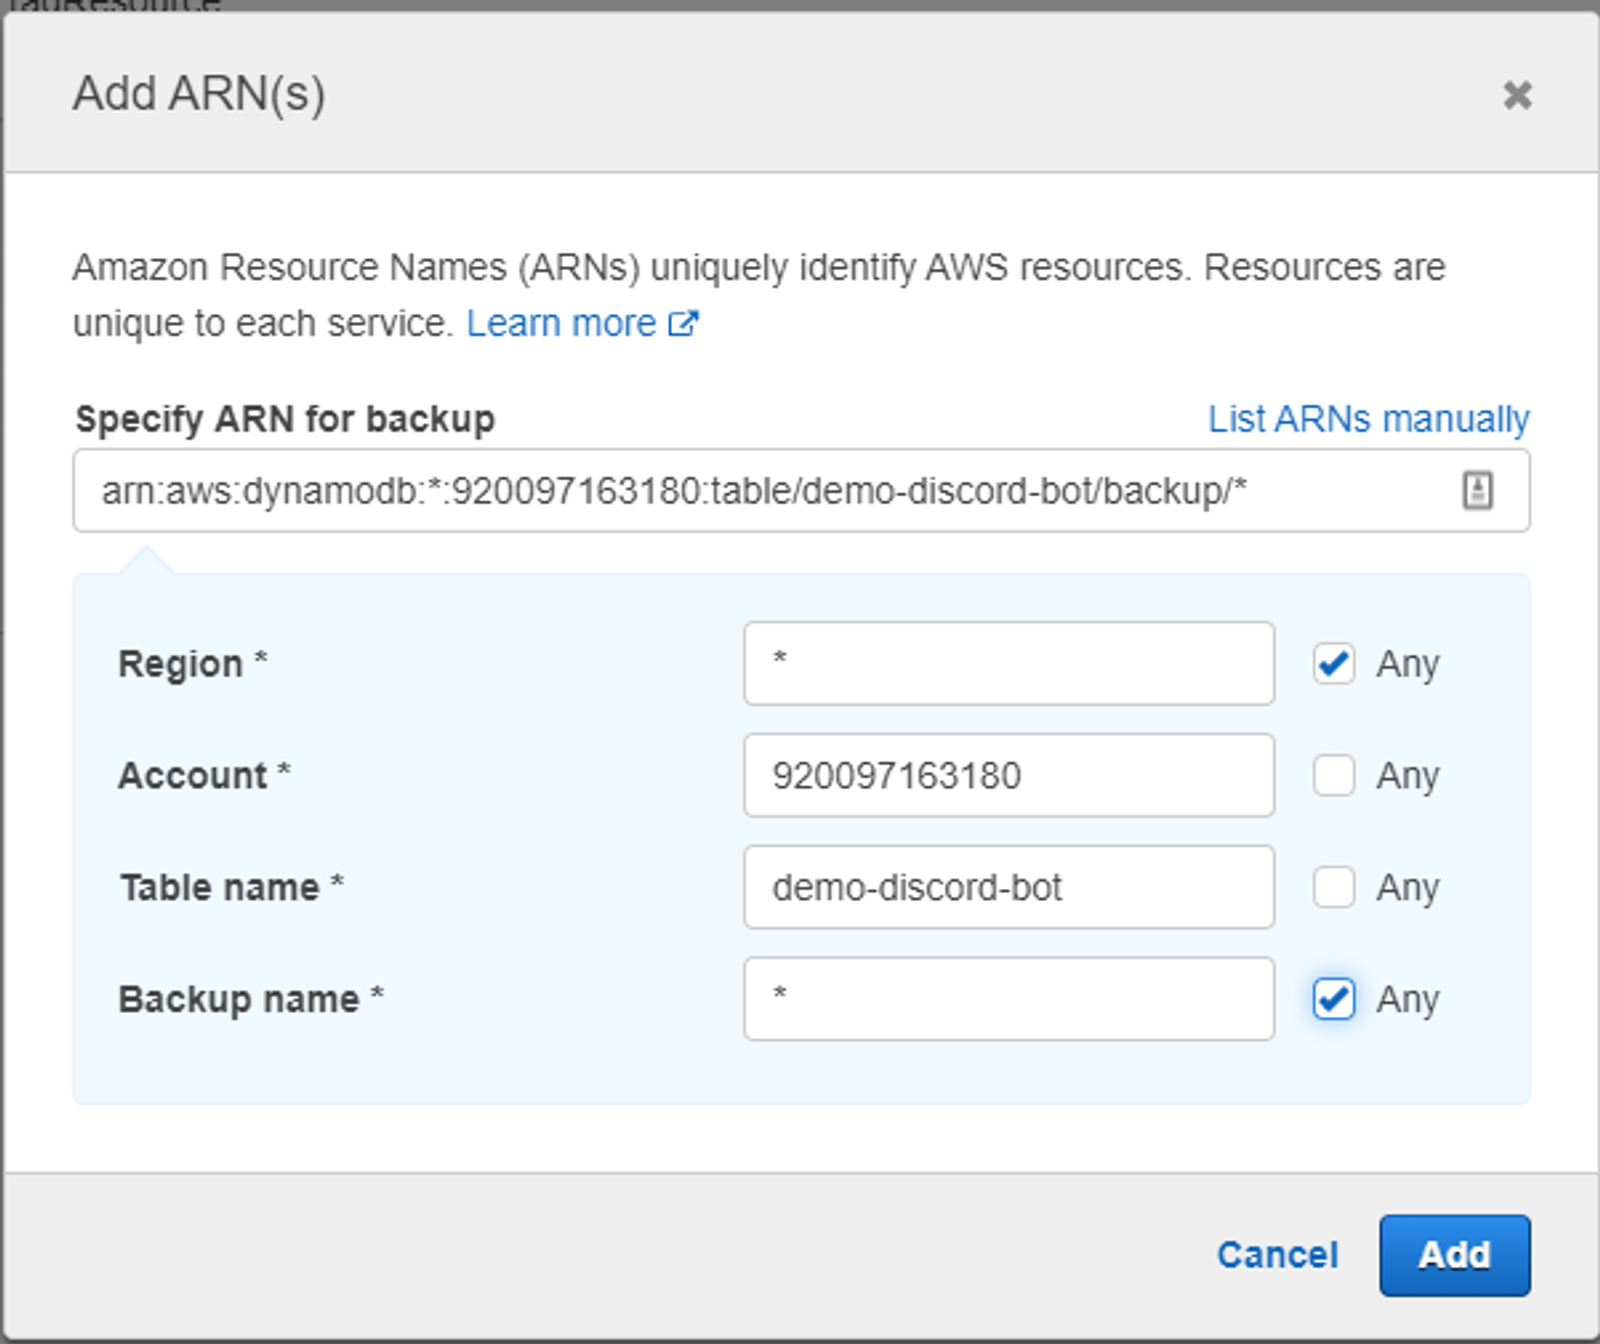 TagResource
Add ARN(s)
Amazon Resource Names (ARNs) uniquely identify AWS resources. Resources are
unique to each service. Learn more
Specify ARN for backup List ARNs manually
arn:aws:dynamodb:*:920097163180:table/demo-discord-bot/backup/*
Region * * Any
Account * 920097163180 Any
Table name * demo-discord-bot Any
Backup name * * Any
Cancel Add